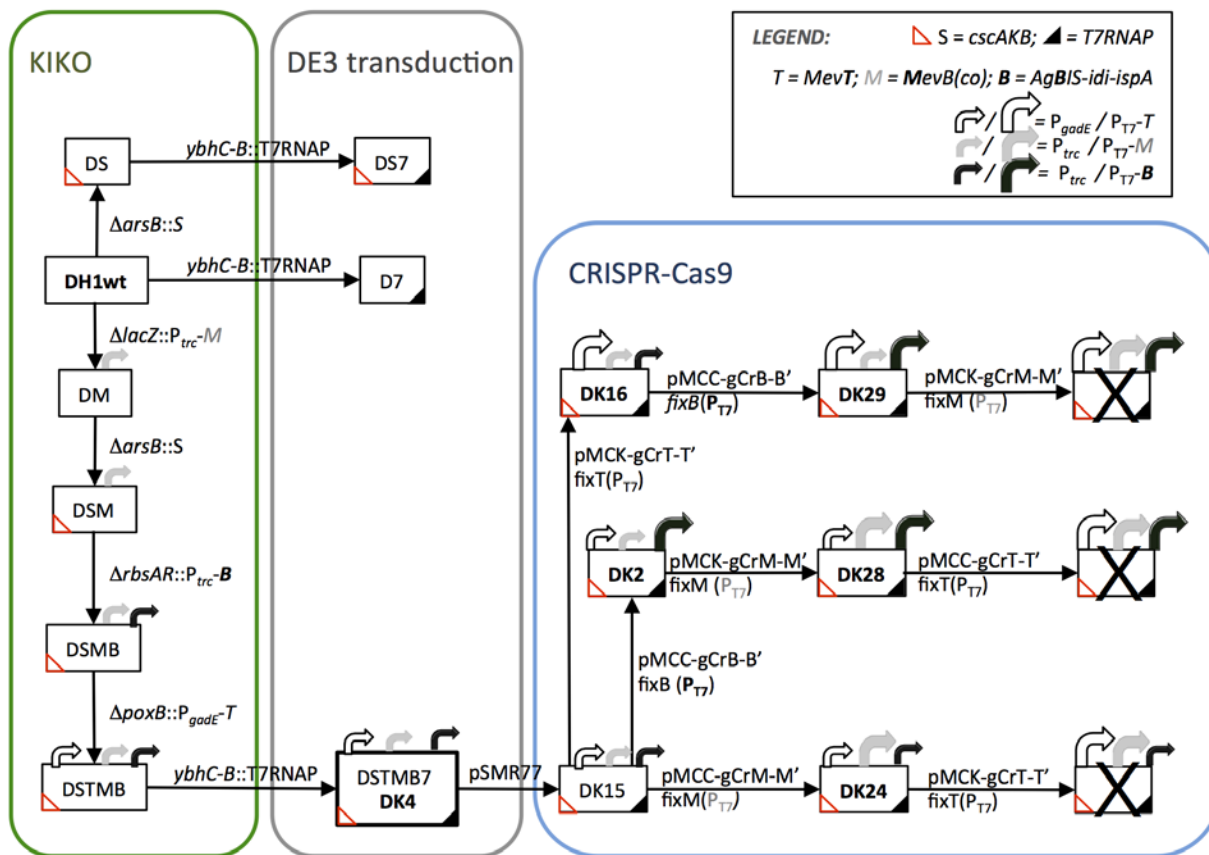 KIKO
DE3 transduction
LEGEND:
S = cscAKB; = T7RNAP
T = MevT; M = MevB(co); B = AgBIS-idi-ispA
/ = PgadE / PT7-T
/ = Ptrc / PT7-M
/ = Ptrc / PT7-B
DS
ybhC-B::T7RNAP
DS7
ΔarsB::S
DH1wt
ybhC-B::T7RNAP
D7
ΔlacZ::Ptrc-M
DM
ΔarsB::S
DSM
ΔrbsAR::Ptrc-B
DSMB
ΔpoxB::PgadE-T
DSTMB
ybhC-B::T7RNAP
DSTMB7
DK4
pSMR77
CRISPR-Cas9
DK16
pMCC-gCrB-B’
fixB(PT7)
DK29
pMCK-gCrM-M’
fixM (PT7)
X
pMCK-gCrT-T’
fixT(PT7)
DK2
pMCK-gCrM-M’
fixM (PT7)
DK28
pMCC-gCrT-T’
fixT(PT7)
X
pMCC-gCrB-B’
fixB (PT7)
DK15
pMCC-gCrM-M’
fixM(PT7)
DK24
pMCK-gCrT-T’
fixT(PT7)
X